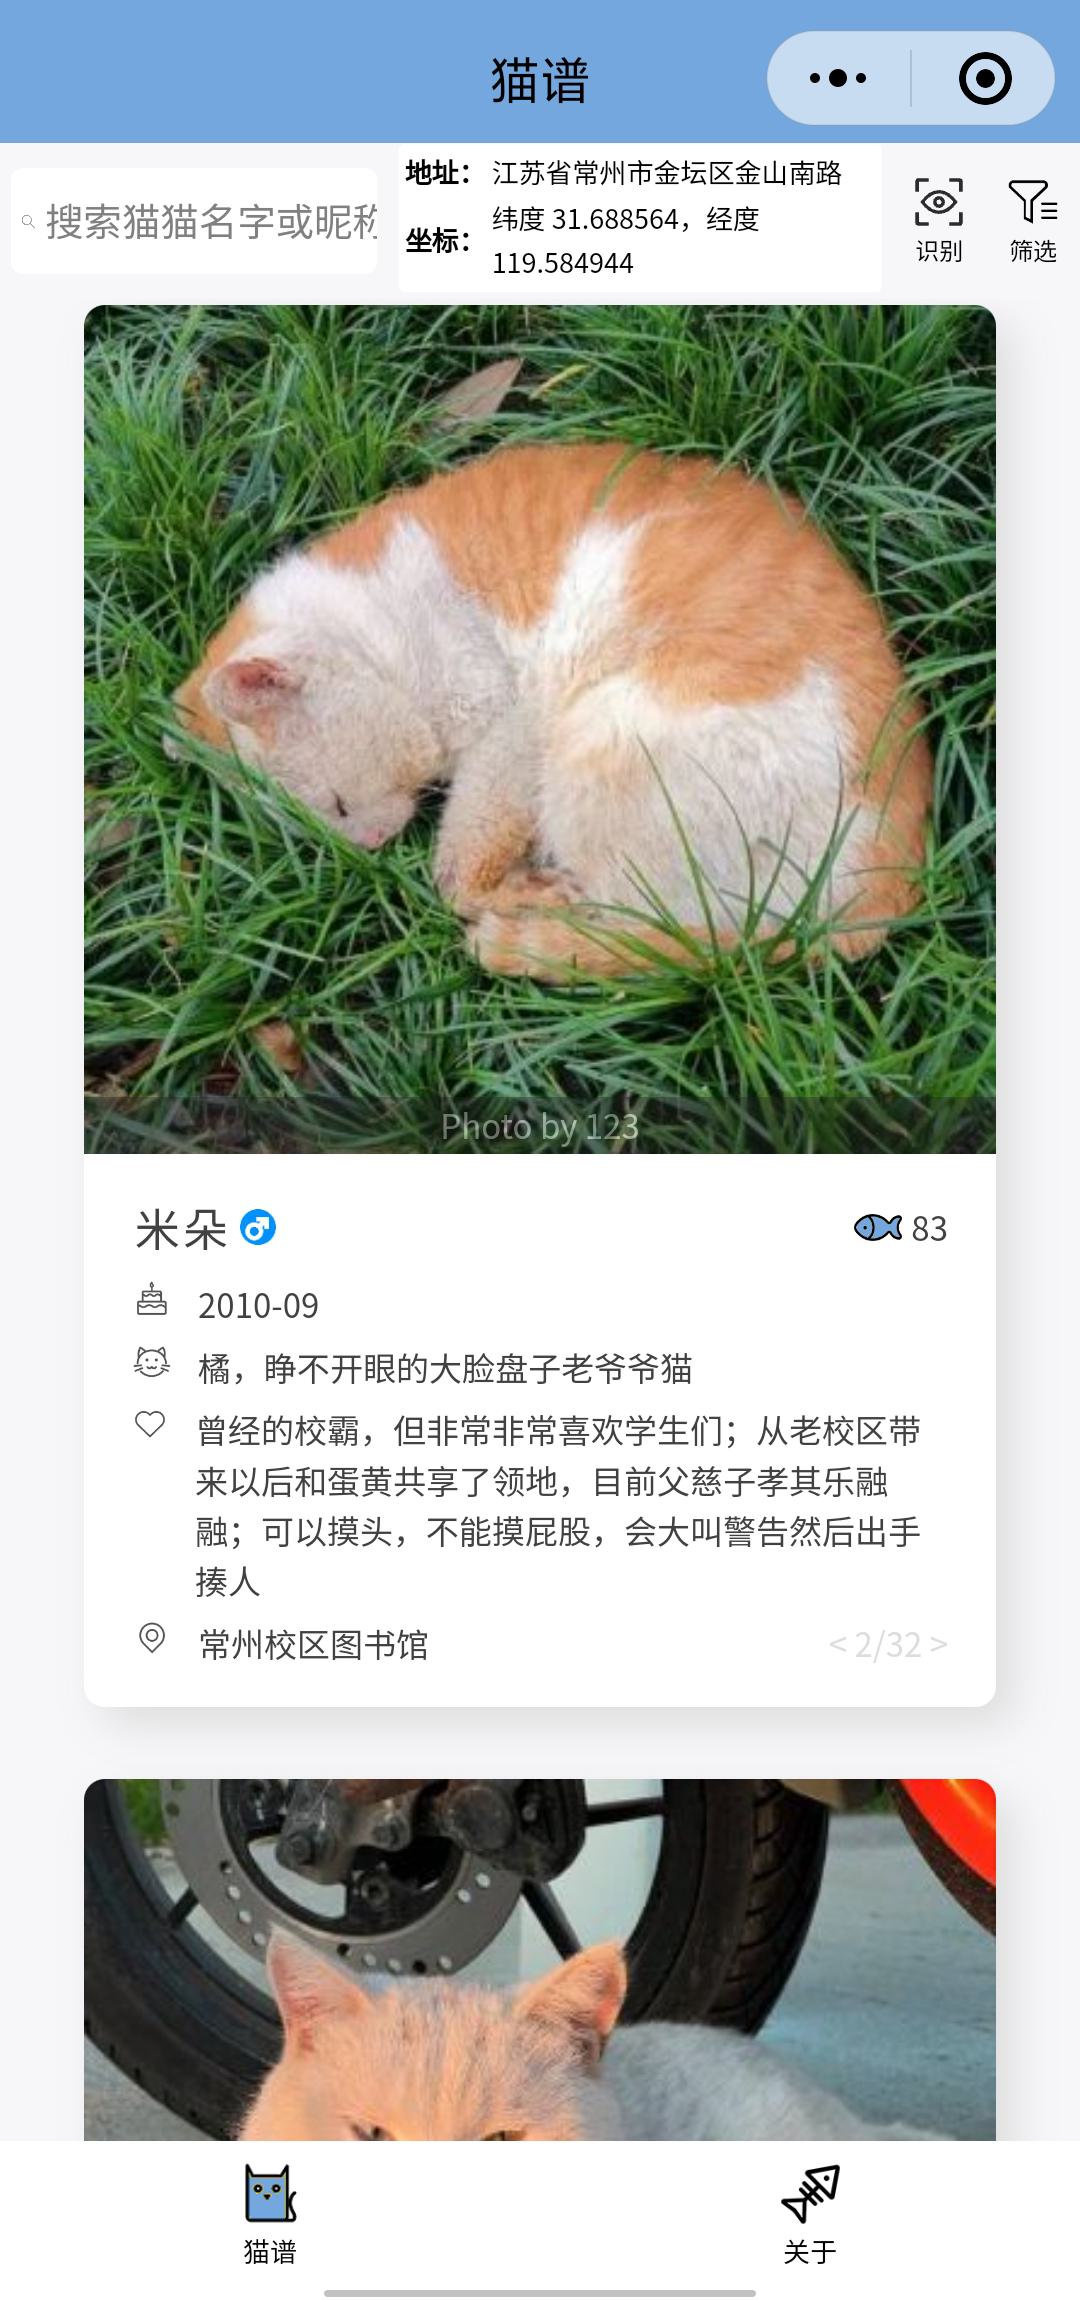 猫谱
搜索猫猫名字或昵称
地址： 江苏省常州市金坛区金山南路
坐标： 纬度 31.688564，经度
119.584944
识别
筛选
Photo by 123
米朵
83
2010-09
橘，睁不开眼的大脸盘子老爷爷猫
曾经的校霸，但非常非常喜欢学生们；从老校区带
来以后和蛋黄共享了领地，目前父慈子孝其乐融
融；可以摸头，不能摸屁股，会大叫警告然后出手
揍人
常州校区图书馆
< 2/32 >
猫谱
关于